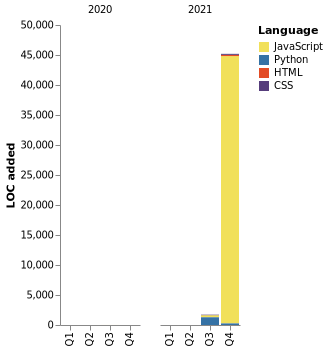 2020 2021
Language
JavaScript
Python
HTML
CSS
LOC added
50,000
45,000
40,000
35,000
30,000
25,000
20,000
15,000
10,000
5,000
0
Q1 Q2 Q3 Q4 Q1 Q2 Q3 Q4